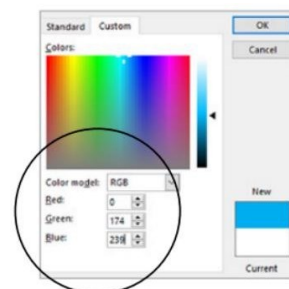 Standard Custom OK
Colors: Cancel
Color model: RGB
Red: 0
Green: 174
Blue: 239
New
Current